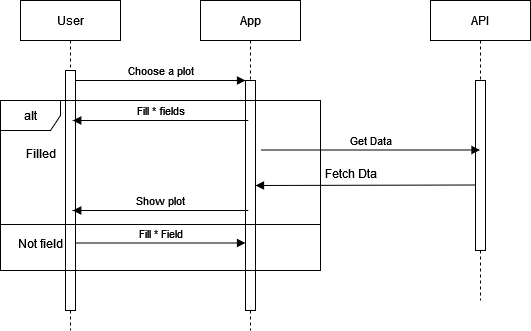 User
App
API
Choose a plot
alt
Fill * fields
Get Data
Filled
Fetch Dta
Show plot
Fill * Field
Not field